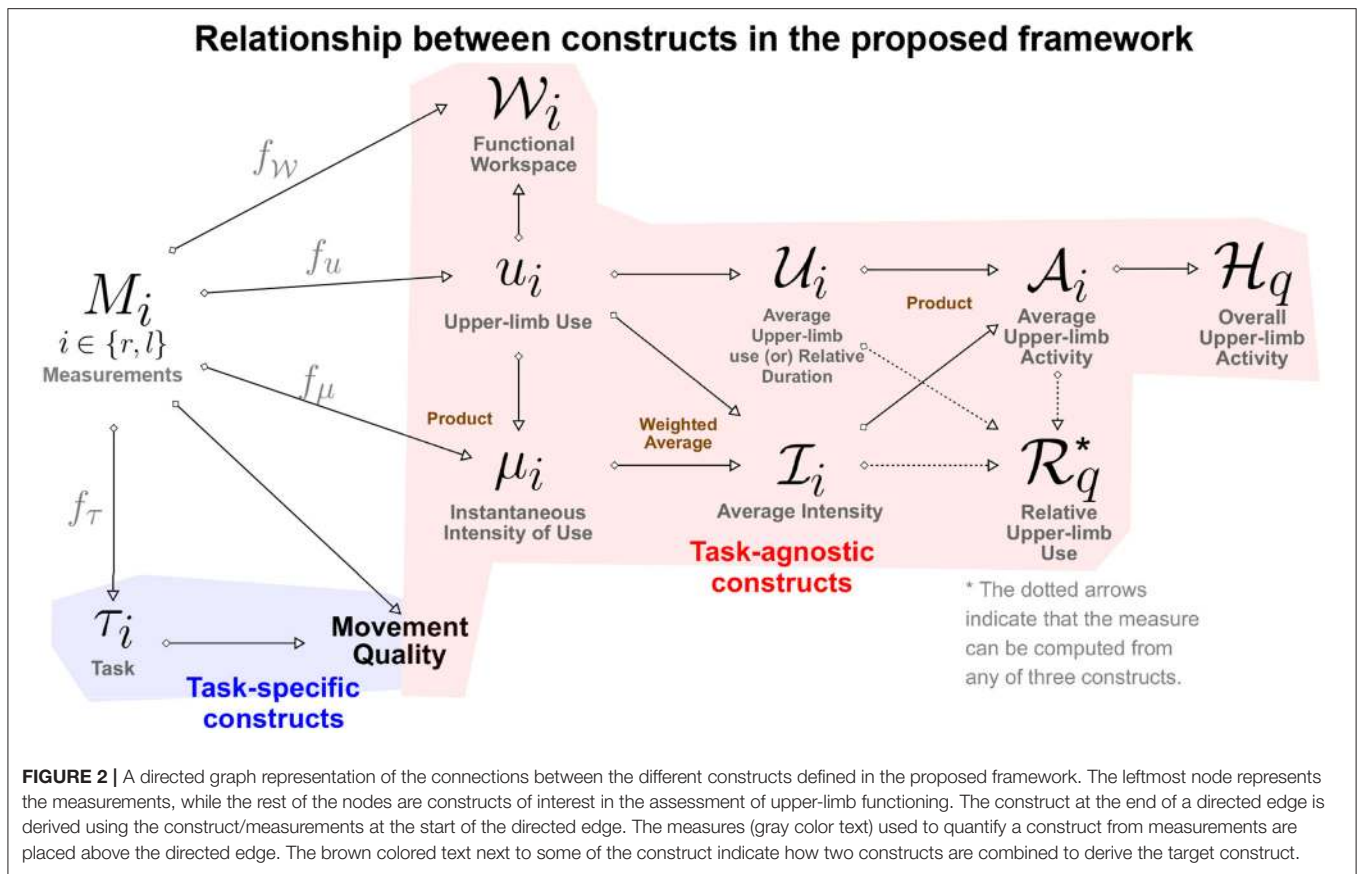 Relationship between constructs in the proposed framework
𝒲i
Functional
Workspace
f𝒲
fu
Mi
i ∈ {r, l}
Measurements
ui
Upper-limb Use
𝒰i
Average
Upper-limb
use (or) Relative
Duration
Product
𝒜i
Average
Upper-limb
Activity
ℋq
Overall
Upper-limb
Activity
fμ
Product
μi
Instantaneous
Intensity of Use
Weighted
Average
ℐi
Average Intensity
ℛ*q
Relative
Upper-limb
Use
fτ
Task-agnostic
constructs
* The dotted arrows
indicate that the measure
can be computed from
any of three constructs.
τi
Task
Movement
Quality
Task-specific
constructs
FIGURE 2 | A directed graph representation of the connections between the different constructs defined in the proposed framework. The leftmost node represents
the measurements, while the rest of the nodes are constructs of interest in the assessment of upper-limb functioning. The construct at the end of a directed edge is
derived using the construct/measurements at the start of the directed edge. The measures (gray color text) used to quantify a construct from measurements are
placed above the directed edge. The brown colored text next to some of the construct indicate how two constructs are combined to derive the target construct.